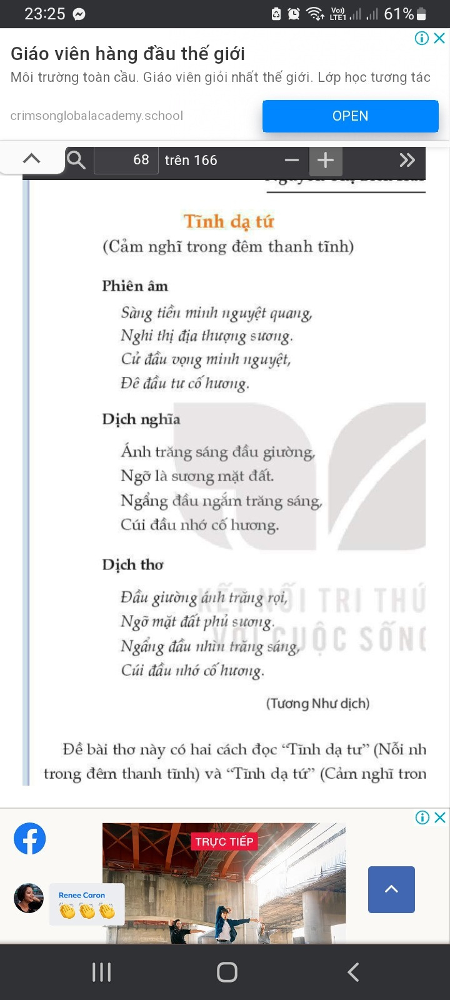 23:25
Vo))
LTE1
61%
Giáo viên hàng đầu thế giới
Môi trường toàn cầu. Giáo viên giỏi nhất thế giới. Lớp học tương tác
crimsonglobalacademy.school
OPEN
68 trên 166
Tĩnh dạ tứ
(Cảm nghĩ trong đêm thanh tĩnh)
Phiên âm
Sàng tiền minh nguyệt quang,
Nghi thị địa thượng sương.
Cử đầu vọng minh nguyệt,
Đê đầu tư cố hương.
Dịch nghĩa
Ánh trăng sáng đầu giường,
Ngỡ là sương mặt đất.
Ngẩng đầu ngắm trăng sáng,
Cúi đầu nhớ cố hương.
Dịch thơ
Đầu giường ánh trăng rọi,
Ngỡ mặt đất phủ sương.
Ngẩng đầu nhìn trăng sáng,
Cúi đầu nhớ cố hương.
KẾT NỐI TRI THỨ
VỚI CUỘC SỐNG
(Tương Như dịch)
Đề bài thơ này có hai cách đọc “Tĩnh dạ tư” (Nỗi nh
trong đêm thanh tĩnh) và “Tĩnh dạ tứ” (Cảm nghĩ tron
TRỰC TIẾP
Renee Caron